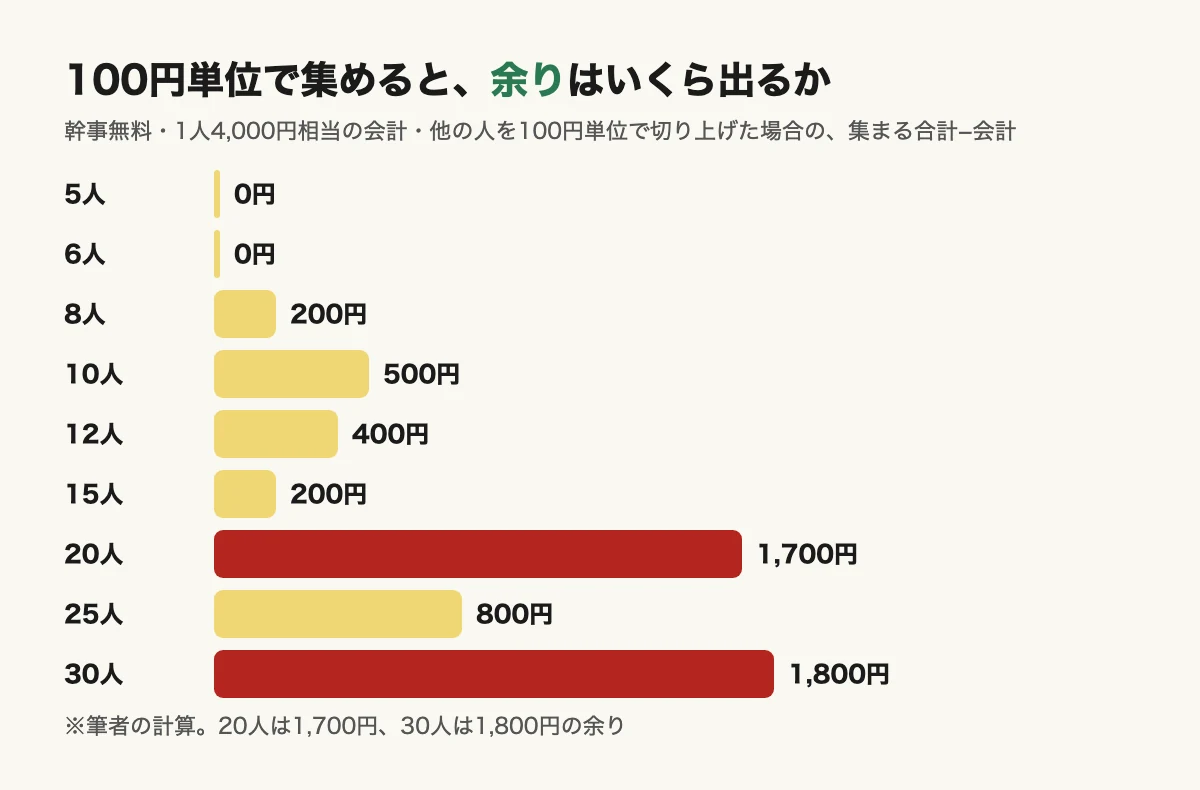 100円単位で集めると、余りはいくら出るか
幹事無料・1人4,000円相当の会計・他の人を100円単位で切り上げた場合の、集まる合計−会計
5人 0円
6人 0円
8人 200円
10人 500円
12人 400円
15人 200円
20人 1,700円
25人 800円
30人 1,800円
※筆者の計算。20人は1,700円、30人は1,800円の余り